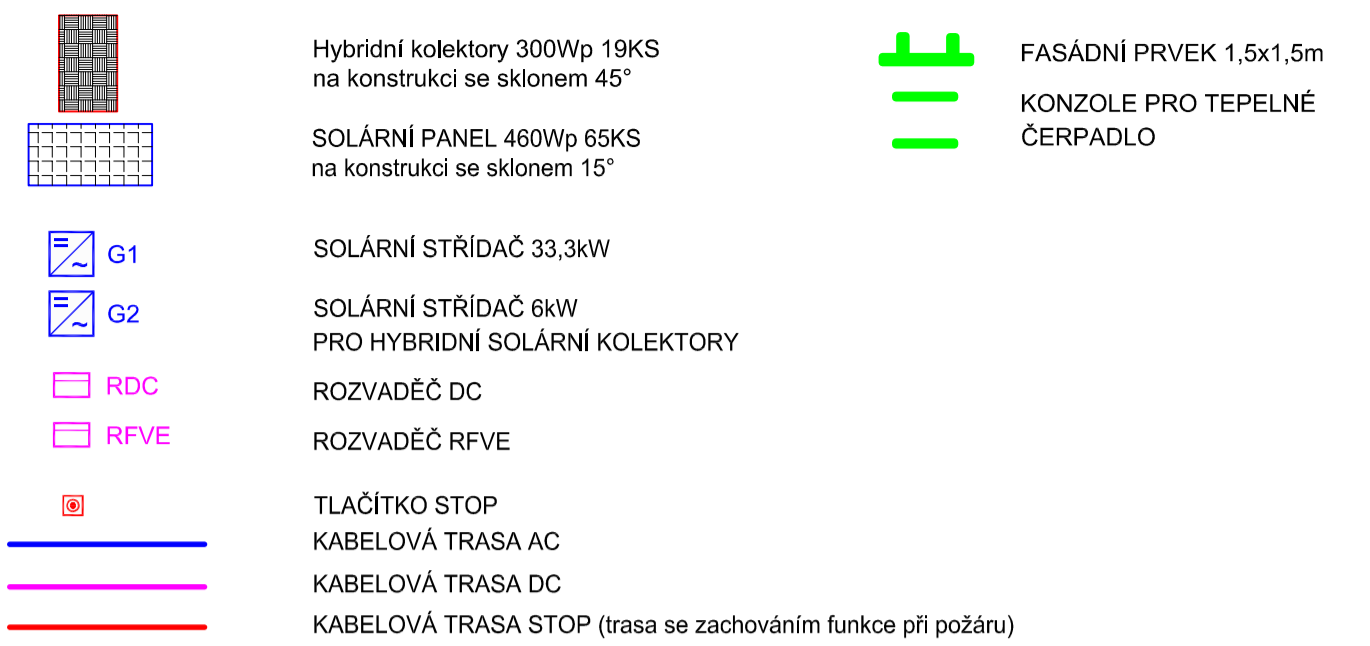 Hybridní kolektory 300Wp 19KS
na konstrukci se sklonem 45°
SOLÁRNÍ PANEL 460Wp 65KS
na konstrukci se sklonem 15°
G1 SOLÁRNÍ STŘÍDAČ 33,3kW
G2 SOLÁRNÍ STŘÍDAČ 6kW
PRO HYBRIDNÍ SOLÁRNÍ KOLEKTORY
RDC ROZVADĚČ DC
RFVE ROZVADĚČ RFVE
TLAČÍTKO STOP
KABELOVÁ TRASA AC
KABELOVÁ TRASA DC
KABELOVÁ TRASA STOP (trasa se zachováním funkce při požáru)
FASÁDNÍ PRVEK 1,5x1,5m
KONZOLE PRO TEPELNÉ
ČERPADLO